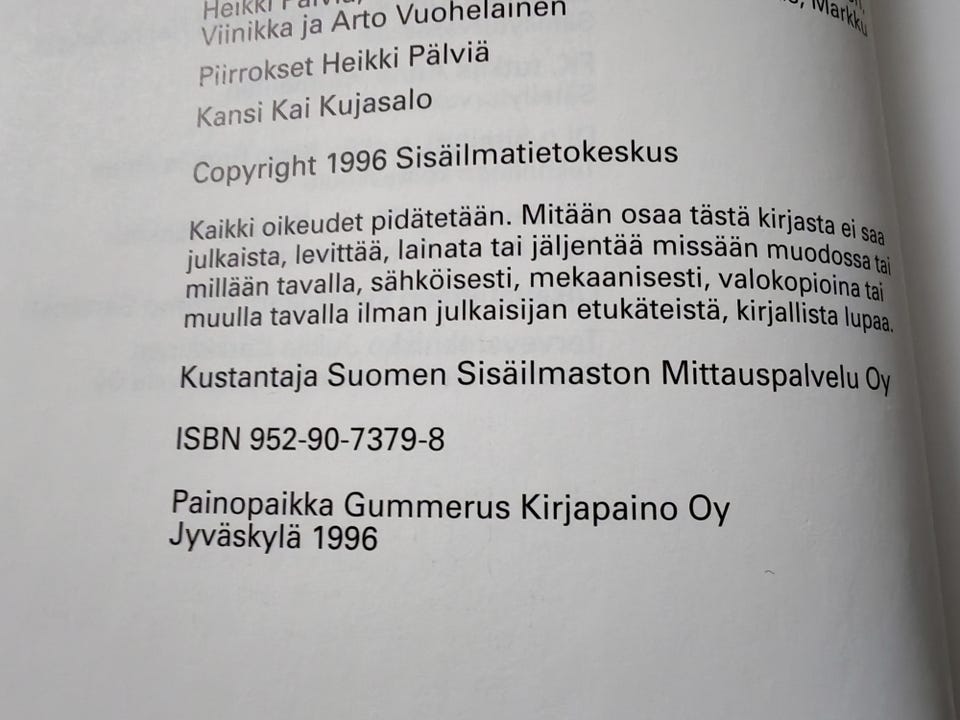 Heikki Pälviä,
Markku
Viinikka ja Arto Vuohelainen
Piirrokset Heikki Pälviä
Kansi Kai Kujasalo
Copyright 1996 Sisäilmatietokeskus
Kaikki oikeudet pidätetään. Mitään osaa tästä kirjasta ei saa
julkaista, levittää, lainata tai jäljentää missään muodossa tai
millään tavalla, sähköisesti, mekaanisesti, valokopioina tai
muulla tavalla ilman julkaisijan etukäteistä, kirjallista lupaa.
Kustantaja Suomen Sisäilmaston Mittauspalvelu Oy
ISBN 952-90-7379-8
Painopaikka Gummerus Kirjapaino Oy
Jyväskylä 1996